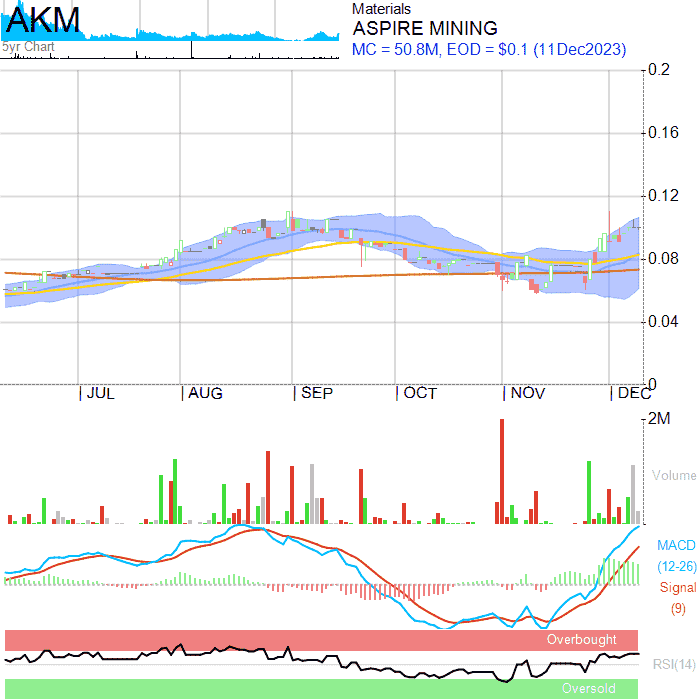 AKM
5yr Chart
Materials
ASPIRE MINING
MC = 50.8M, EOD = $0.1 (11Dec2023)
0.2
0.16
0.12
0.08
0.04
0
JUL AUG SEP OCT NOV DEC
2M
Volume
MACD
(12-26)
Signal
(9)
Overbought
RSI(14)
Oversold